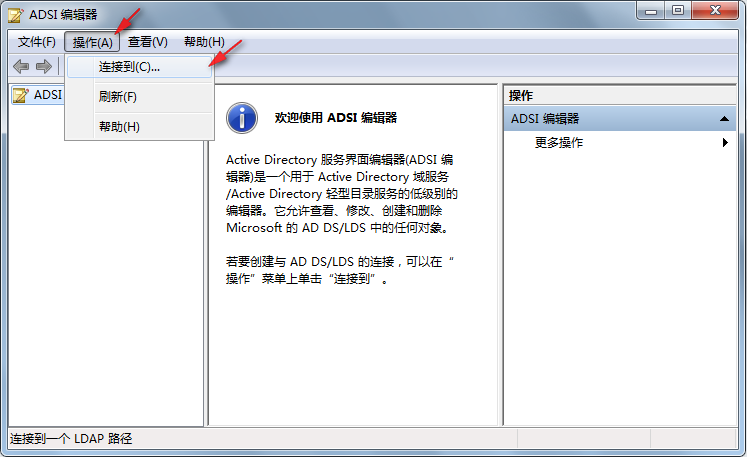 ADSI 编辑器
文件(F) 操作(A) 查看(V) 帮助(H)
连接到(C)...
刷新(F)
帮助(H)
ADSI
欢迎使用 ADSI 编辑器
Active Directory 服务界面编辑器(ADSI 编
辑器)是一个用于 Active Directory 域服务
/Active Directory 轻型目录服务的低级别的
编辑器。它允许查看、修改、创建和删除
Microsoft 的 AD DS/LDS 中的任何对象。
若要创建与 AD DS/LDS 的连接，可以在“
操作”菜单上单击“连接到”。
操作
ADSI 编辑器
更多操作
连接到一个 LDAP 路径